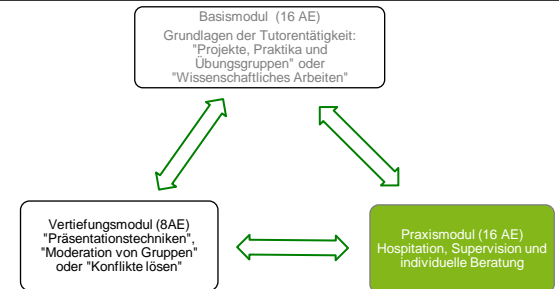 Basismodul (16 AE)
Grundlagen der Tutorentätigkeit:
"Projekte, Praktika und
Übungsgruppen" oder
"Wissenschaftliches Arbeiten"
Vertiefungsmodul (8AE)
"Präsentationstechniken",
"Moderation von Gruppen"
oder "Konflikte lösen"
Praxismodul (16 AE)
Hospitation, Supervision und
individuelle Beratung